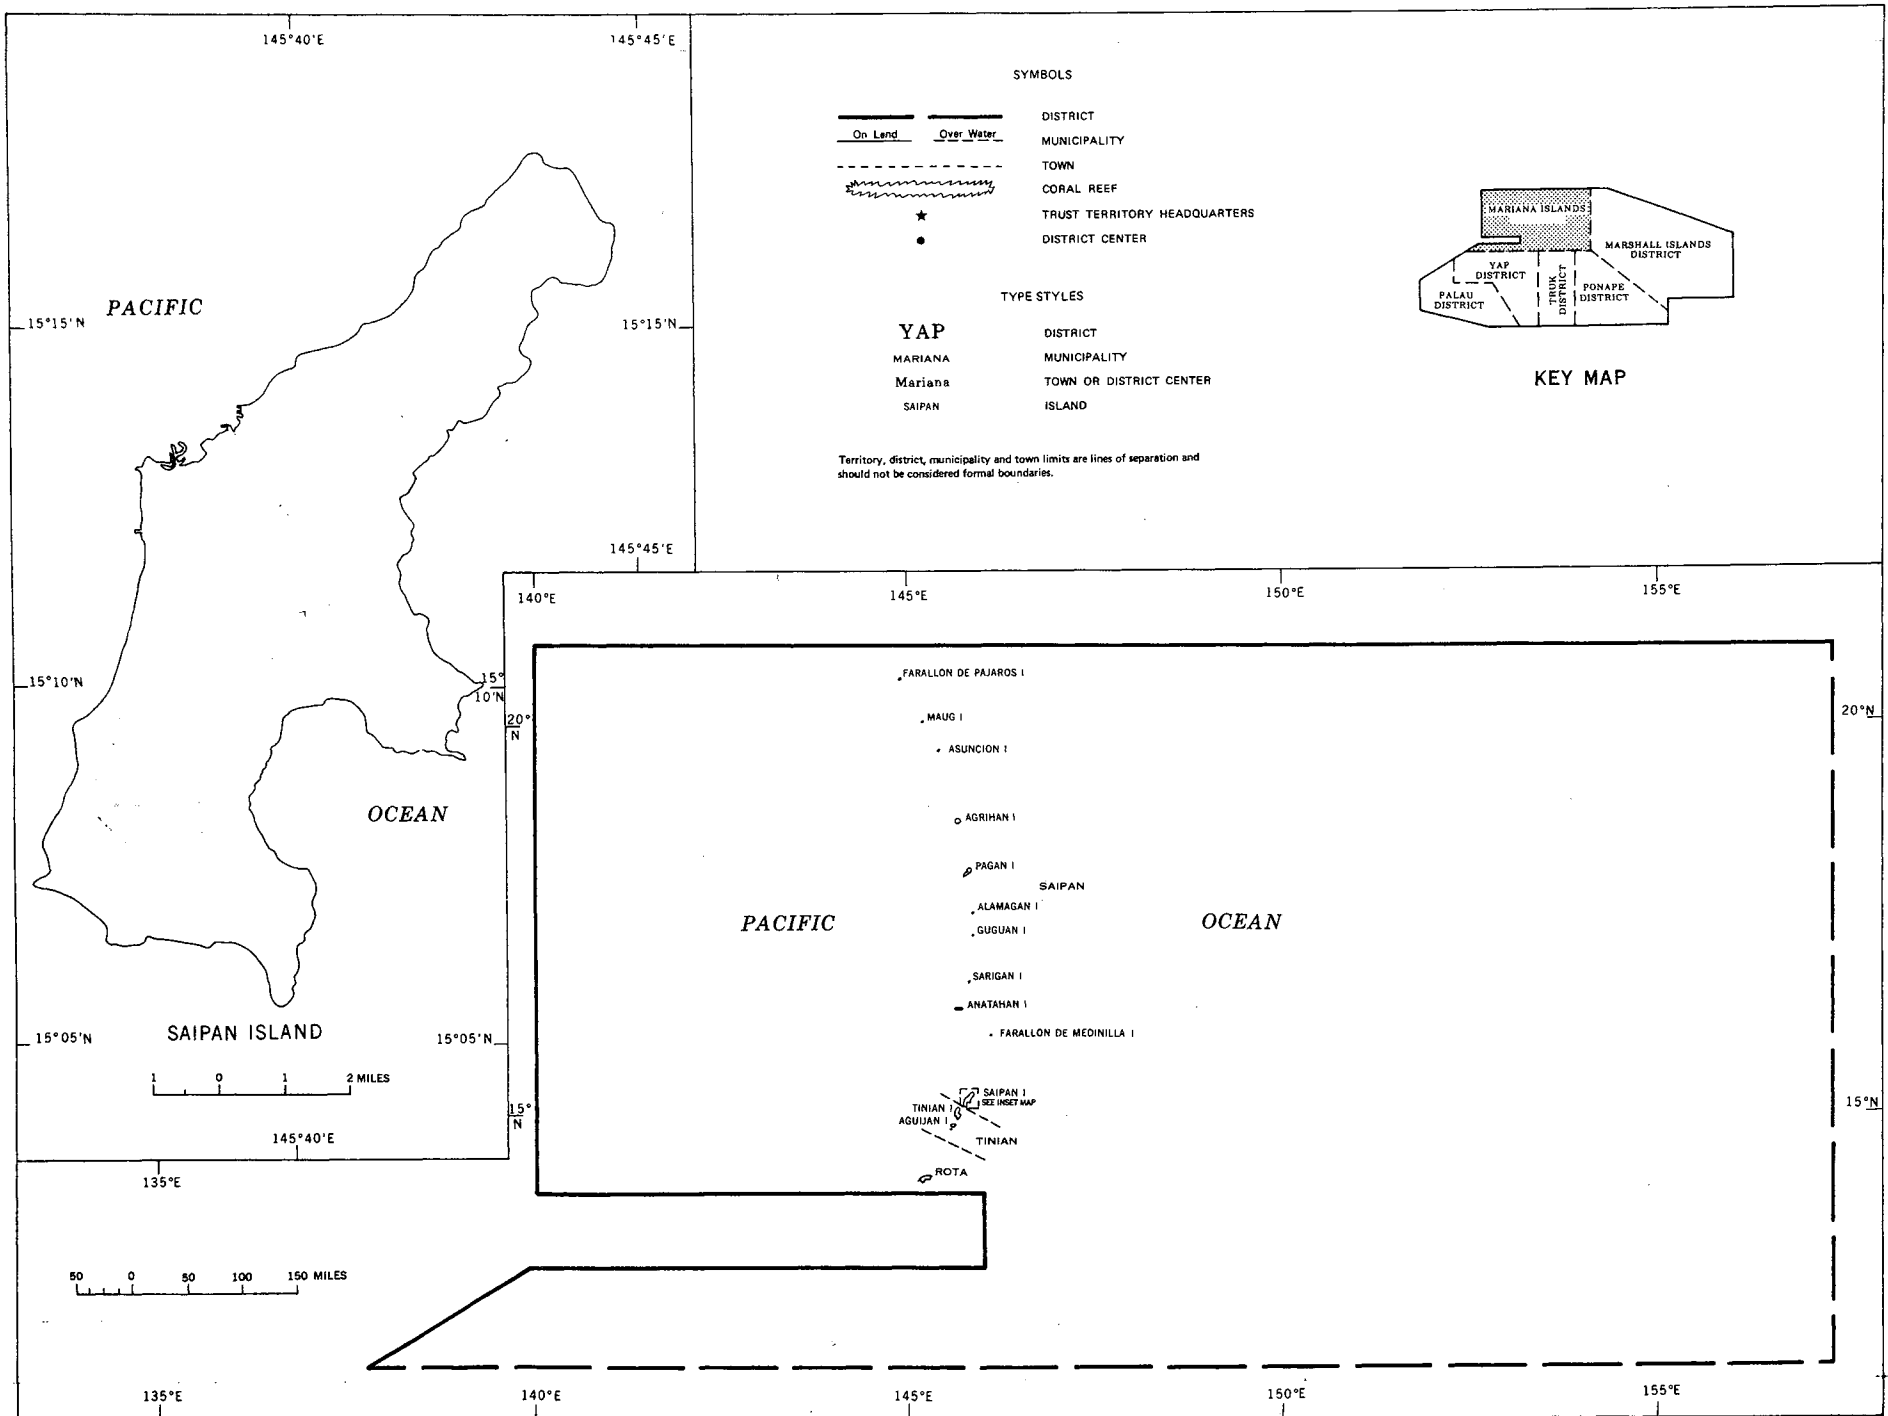 145°40'E
145°45'E
PACIFIC
15°15'N
15°15'N
145°45'E
15°10'N
15°
10'N
OCEAN
SAIPAN ISLAND
15°05'N
15°05'N
1 0 1 2 MILES
145°40'E
SYMBOLS
DISTRICT
On Land Over Water
MUNICIPALITY
TOWN
CORAL REEF
TRUST TERRITORY HEADQUARTERS
DISTRICT CENTER
TYPE STYLES
YAP DISTRICT
MARIANA MUNICIPALITY
Mariana TOWN OR DISTRICT CENTER
SAIPAN ISLAND
Territory, district, municipality and town limits are lines of separation and
should not be considered formal boundaries.
MARIANA ISLANDS
MARSHALL ISLANDS
DISTRICT
YAP
DISTRICT
TRUK
DISTRICT
PONAPE
DISTRICT
PALAU
DISTRICT
KEY MAP
140°E
145°E
150°E
155°E
FARALLON DE PAJAROS I
20°
N
MAUG I
20°N
ASUNCION I
AGRIHAN I
PAGAN I
SAIPAN
ALAMAGAN I
PACIFIC
OCEAN
GUGUAN I
SARIGAN I
ANATAHAN I
FARALLON DE MEDINILLA I
SAIPAN I
SEE INSET MAP
15°
N
TINIAN I
15°N
AGUIJAN I
TINIAN
ROTA
135°E
50 0 50 100 150 MILES
135°E
140°E
145°E
150°E
155°E